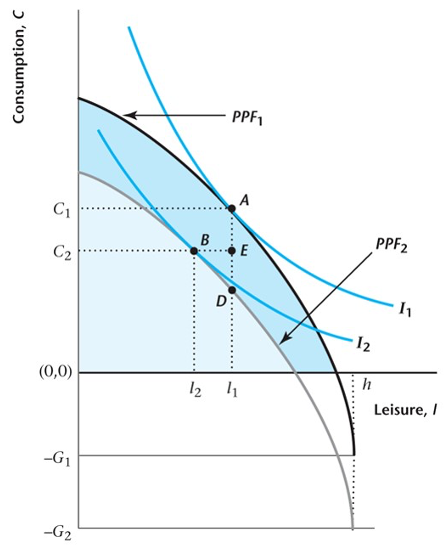 Consumption, C
PPF₁
C₁
A
C₂
B
E
PPF₂
D
I₁
I₂
(0,0)
l₂
l₁
h
Leisure, l
–G₁
–G₂